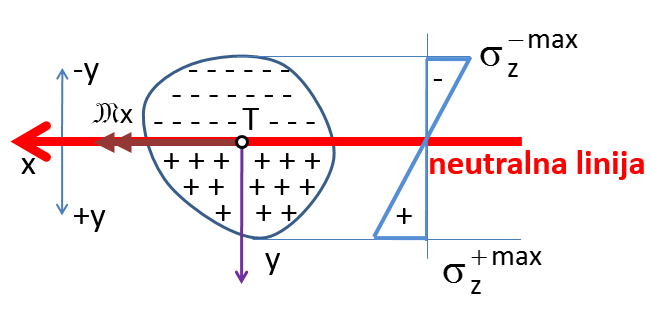 σz-max
-y
- - - - - -
- - - - - - -
-
𝔐x
- - - - - T - - -
x
neutralna linija
+ + + + + +
+ + + + +
+y
+ + +
+
y
σz+max